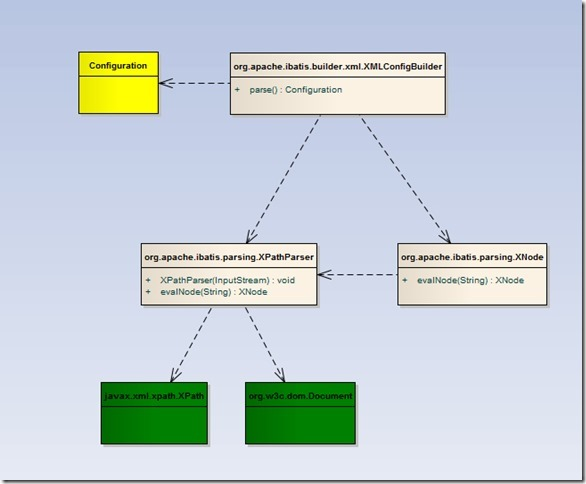 Configuration
org.apache.ibatis.builder.xml.XMLConfigBuilder
+ parse() : Configuration
org.apache.ibatis.parsing.XPathParser
+ XPathParser(InputStream) : void
+ evalNode(String) : XNode
org.apache.ibatis.parsing.XNode
+ evalNode(String) : XNode
javax.xml.xpath.XPath
org.w3c.dom.Document